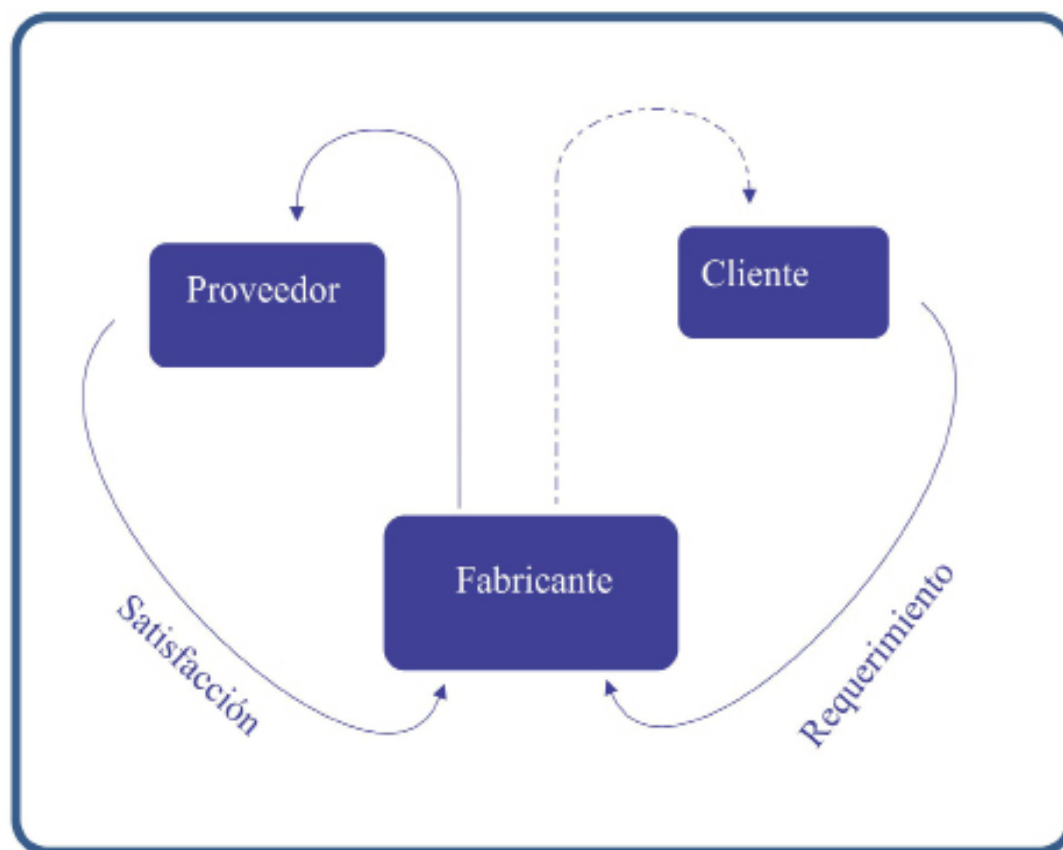 Proveedor
Cliente
Fabricante
Satisfacción
Requerimiento